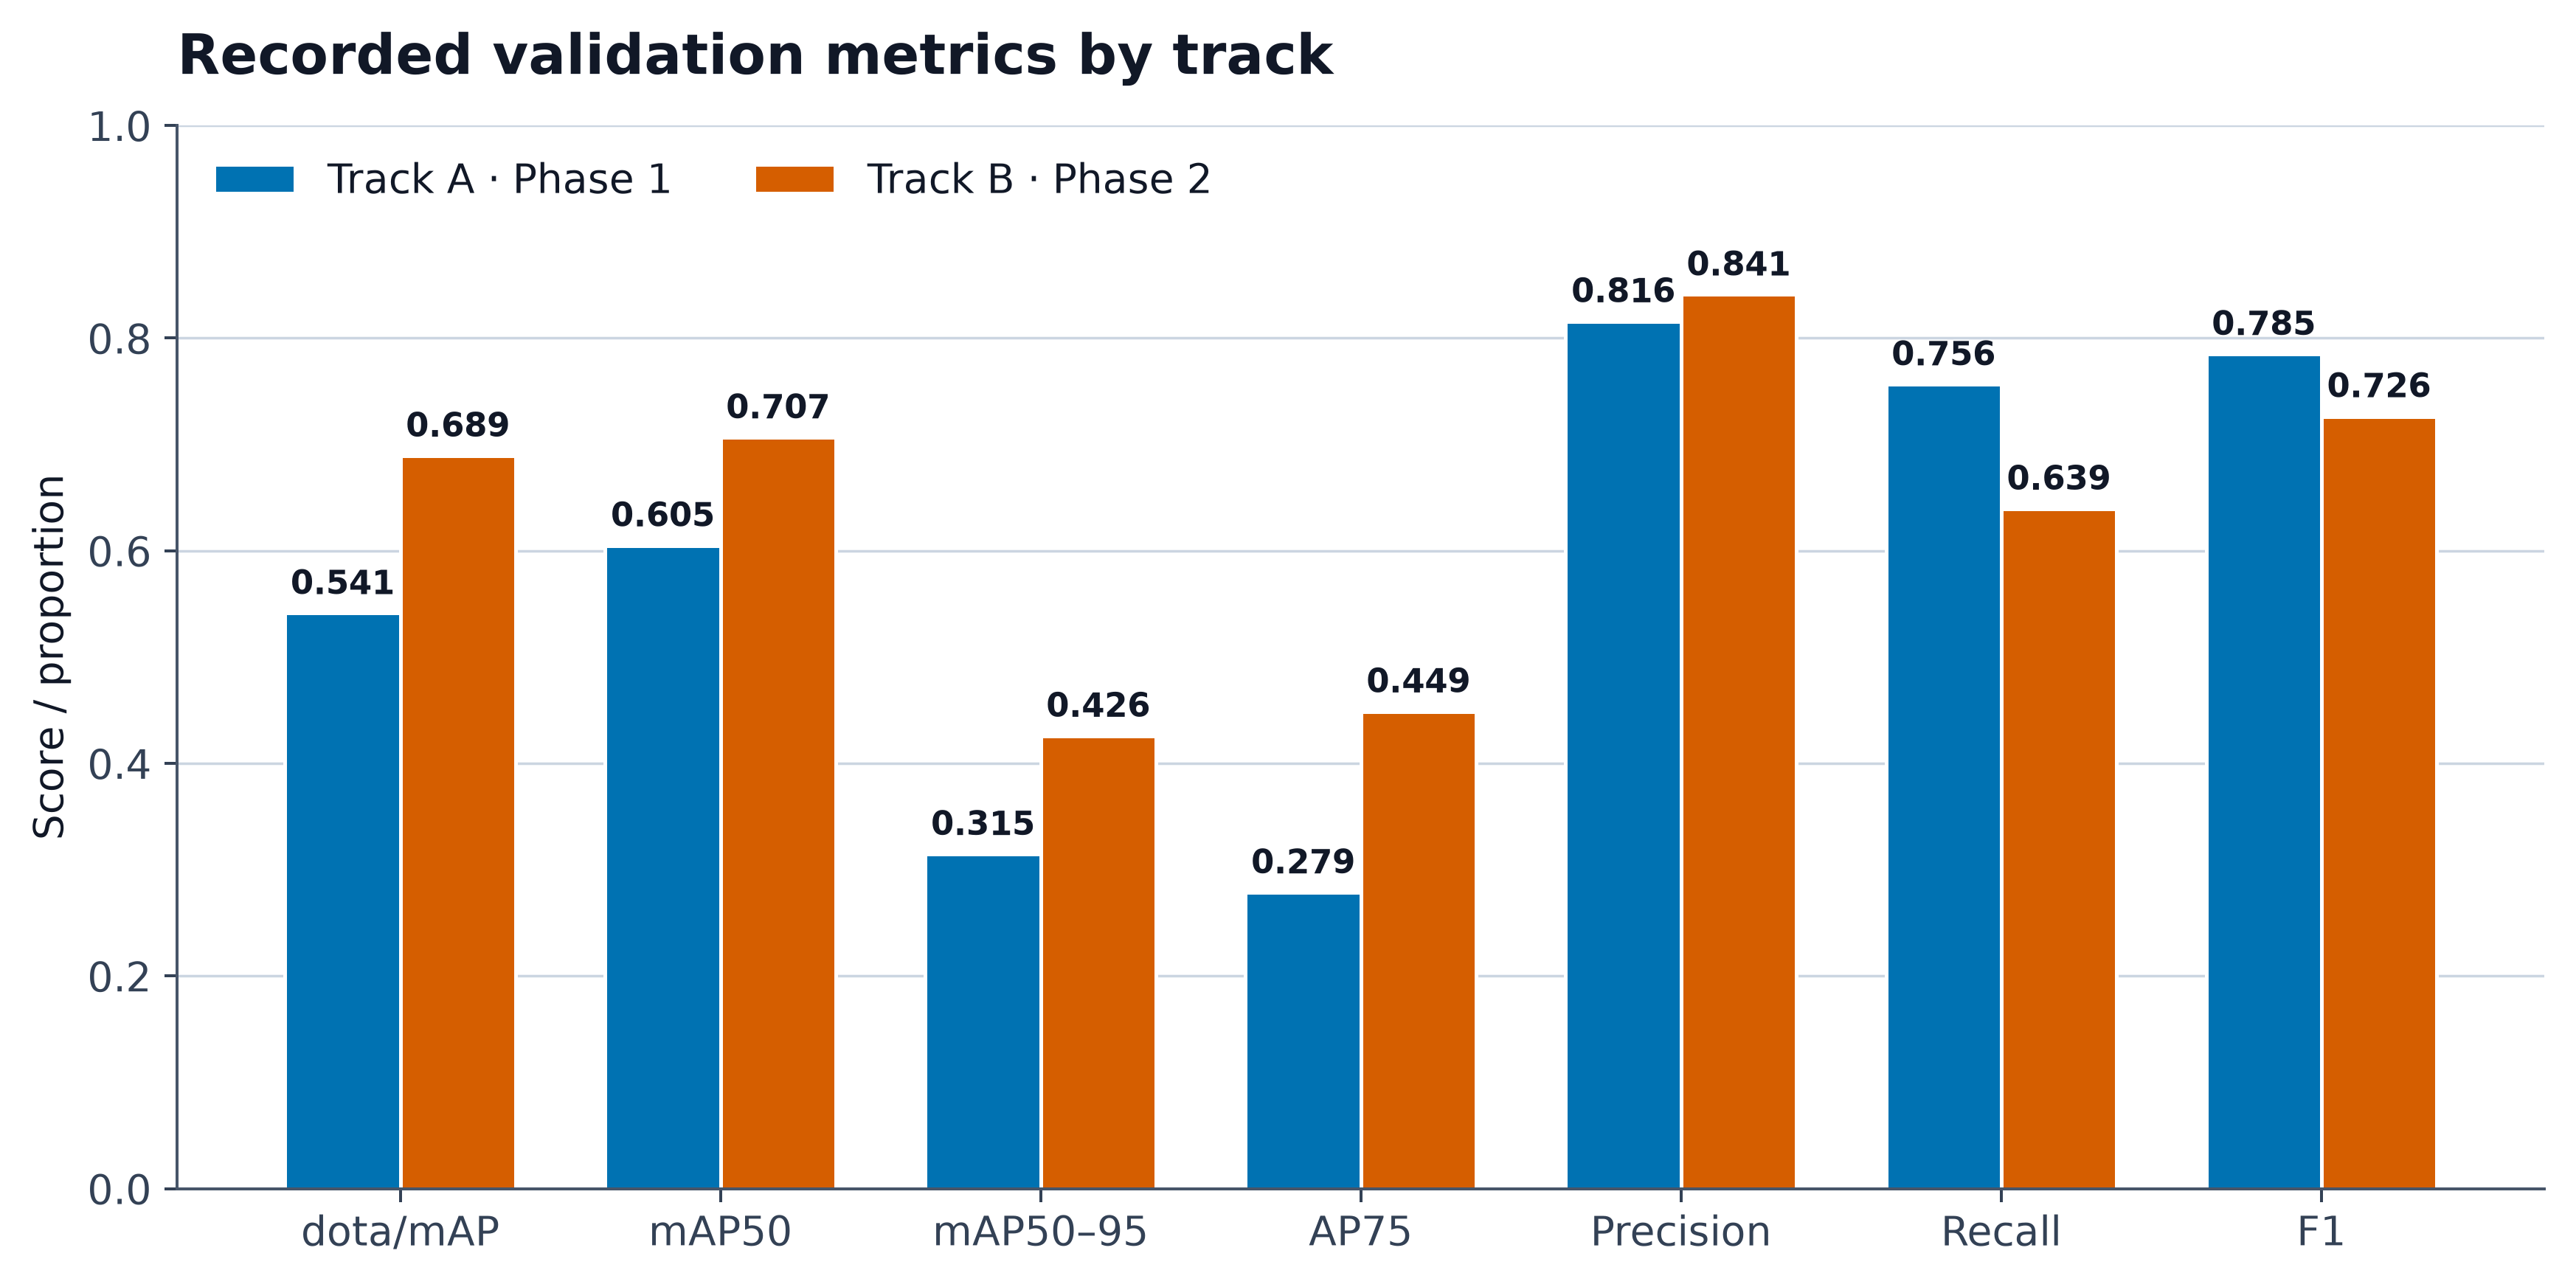 Recorded validation metrics by track
1.0
Track A · Phase 1
Track B · Phase 2
0.8
0.6
0.4
0.2
0.0
Score / proportion
0.541
0.689
0.605
0.707
0.315
0.426
0.279
0.449
0.816
0.841
0.756
0.639
0.785
0.726
dota/mAP
mAP50
mAP50–95
AP75
Precision
Recall
F1